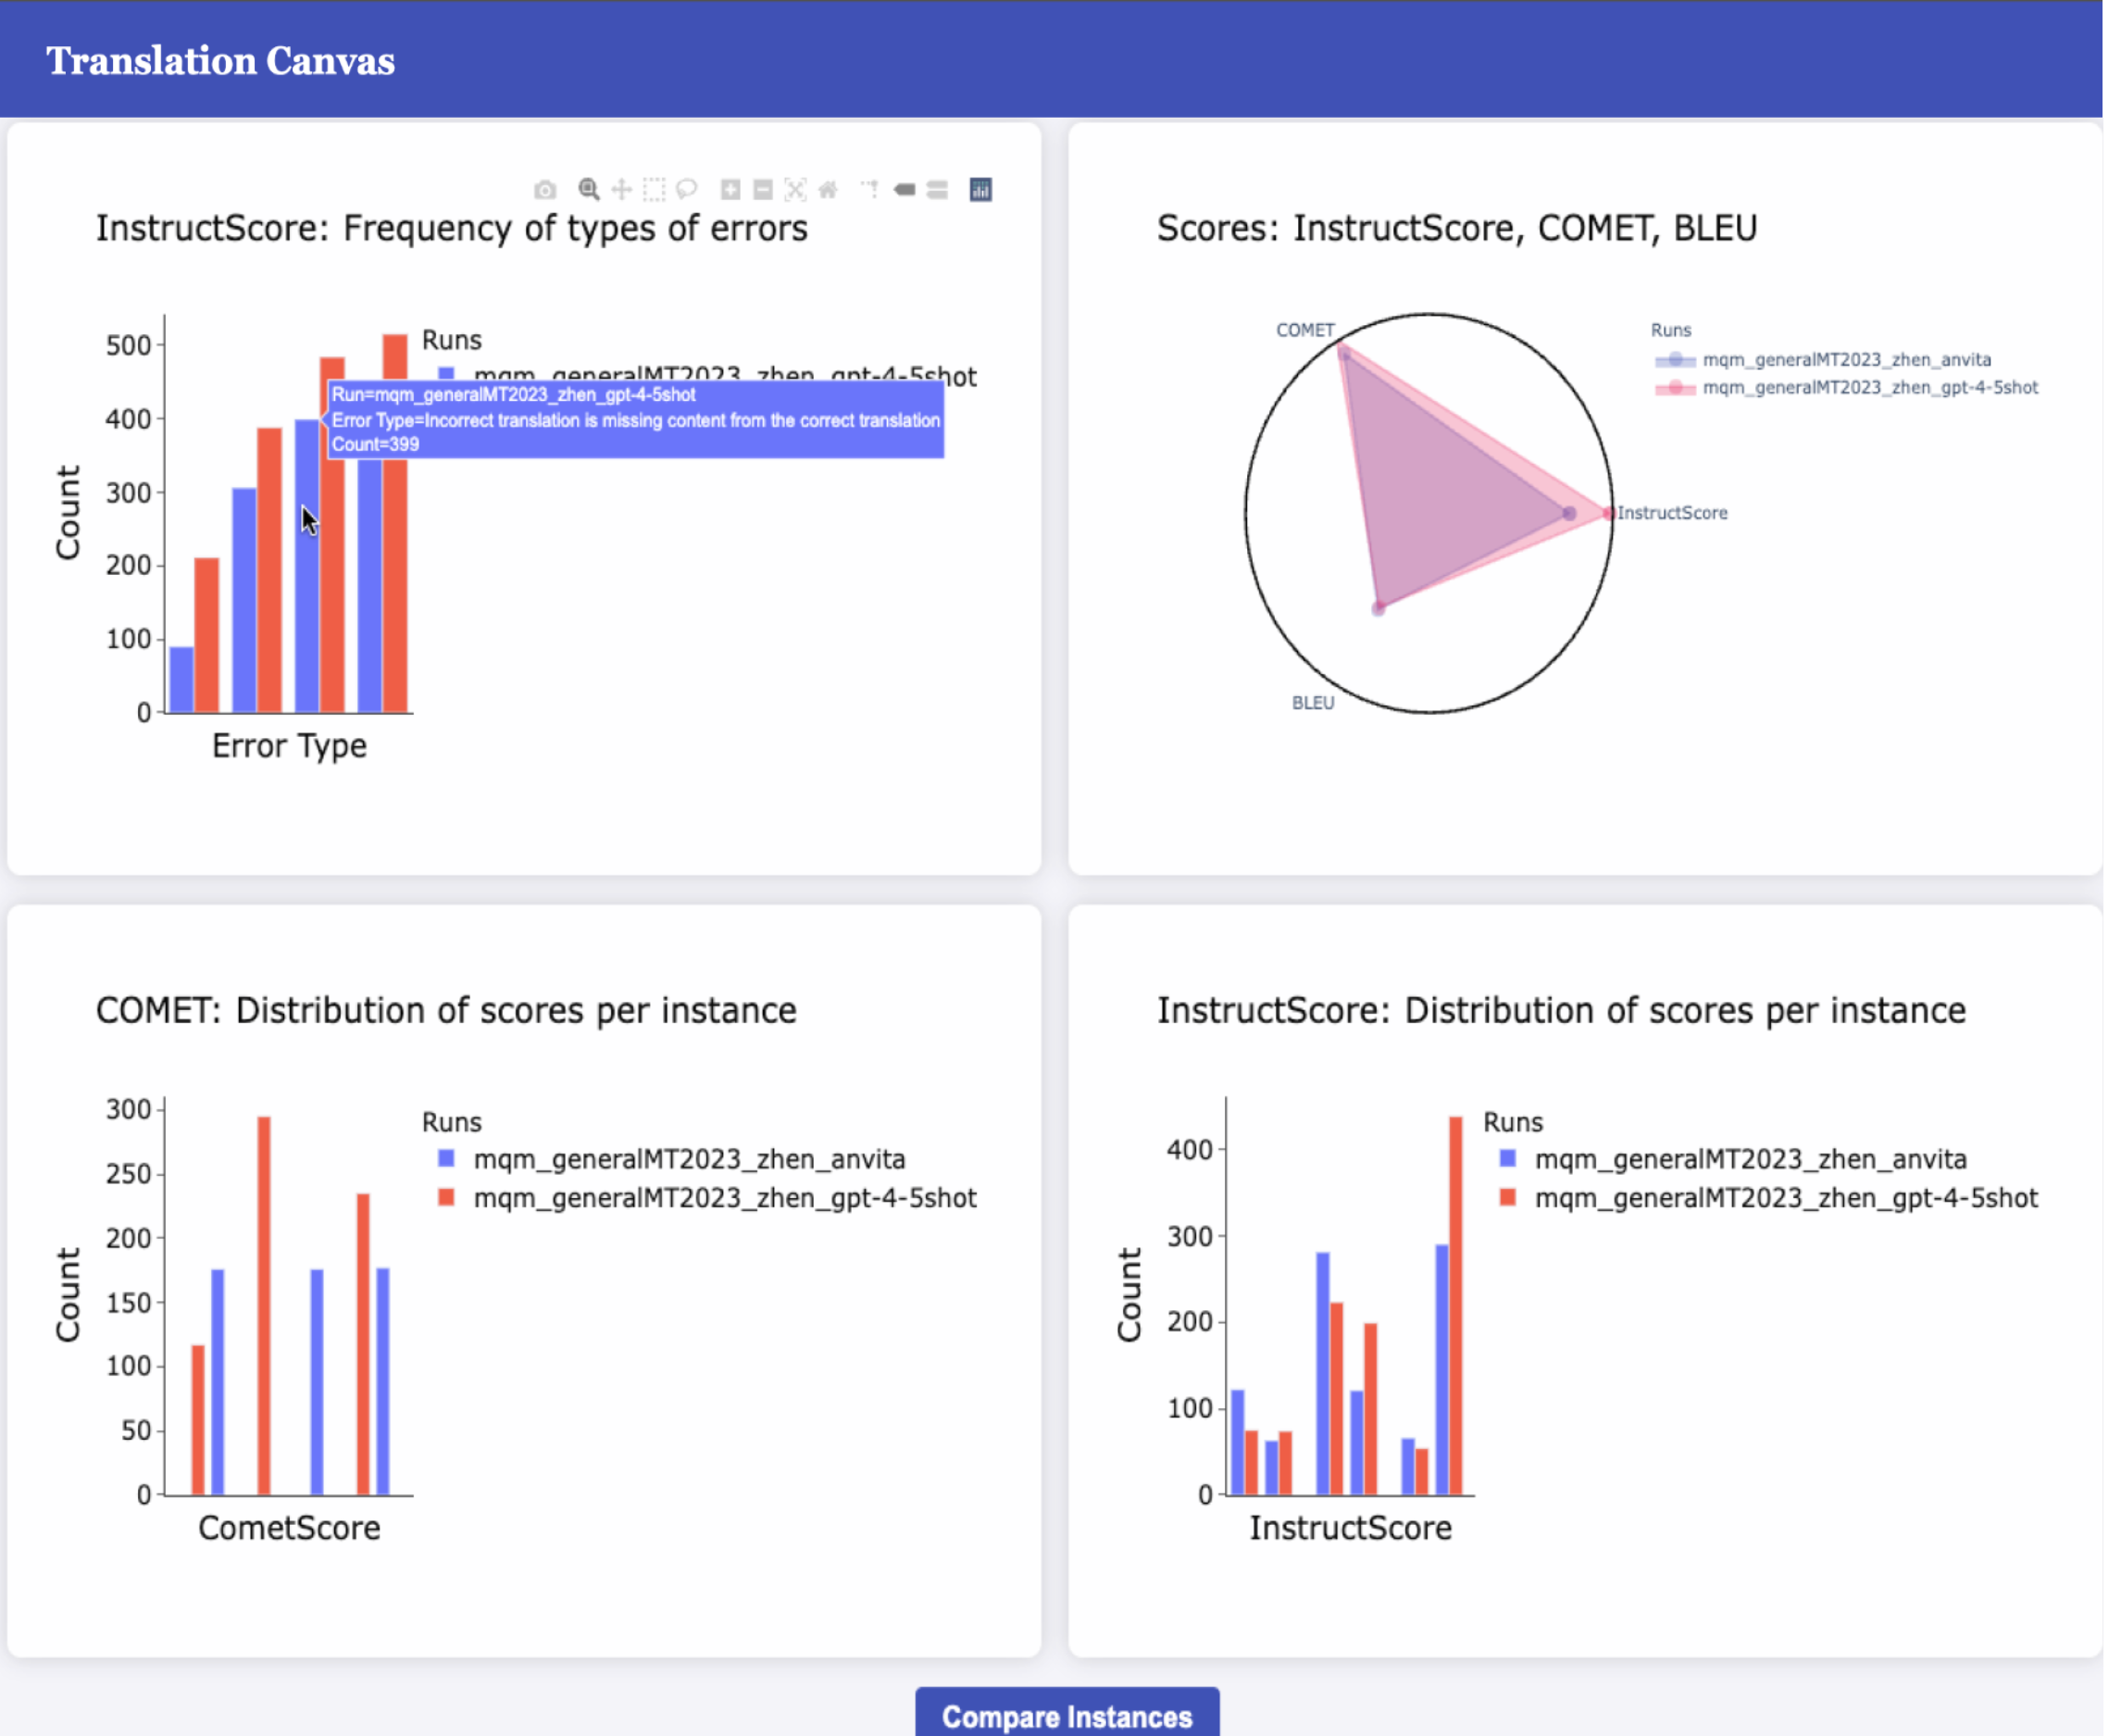 Translation Canvas
InstructScore: Frequency of types of errors
500
400
300
200
100
0
Count
Error Type
Runs
mqm_generalMT2023_zhen_gpt-4-5shot
Run=mqm_generalMT2023_zhen_gpt-4-5shot
Error Type=Incorrect translation is missing content from the correct translation
Count=399
Scores: InstructScore, COMET, BLEU
COMET
InstructScore
BLEU
Runs
mqm_generalMT2023_zhen_anvita
mqm_generalMT2023_zhen_gpt-4-5shot
COMET: Distribution of scores per instance
300
250
200
150
100
50
0
Count
CometScore
Runs
mqm_generalMT2023_zhen_anvita
mqm_generalMT2023_zhen_gpt-4-5shot
InstructScore: Distribution of scores per instance
400
300
200
100
0
Count
InstructScore
Runs
mqm_generalMT2023_zhen_anvita
mqm_generalMT2023_zhen_gpt-4-5shot
Compare Instances